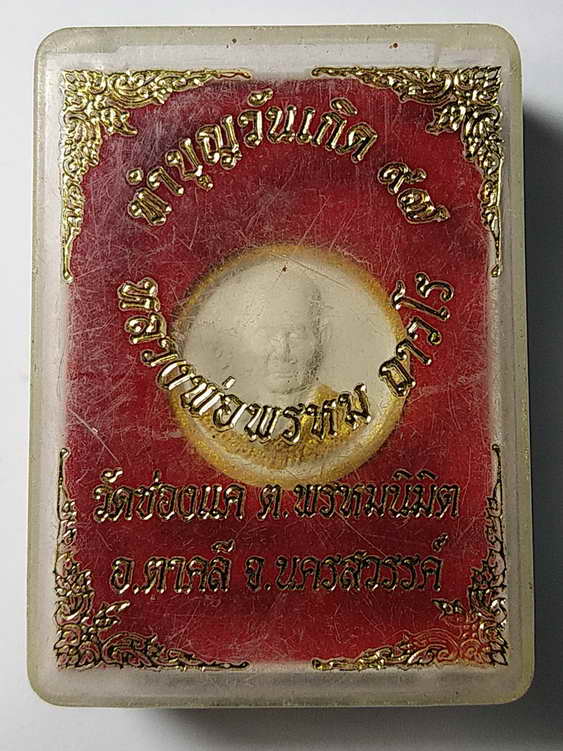 ทำบุญวันเกิด ๙๗
หลวงพ่อพรหม ถาวโร
วัดช่องแค ต.พรหมนิมิต
อ.ตาคลี จ.นครสวรรค์